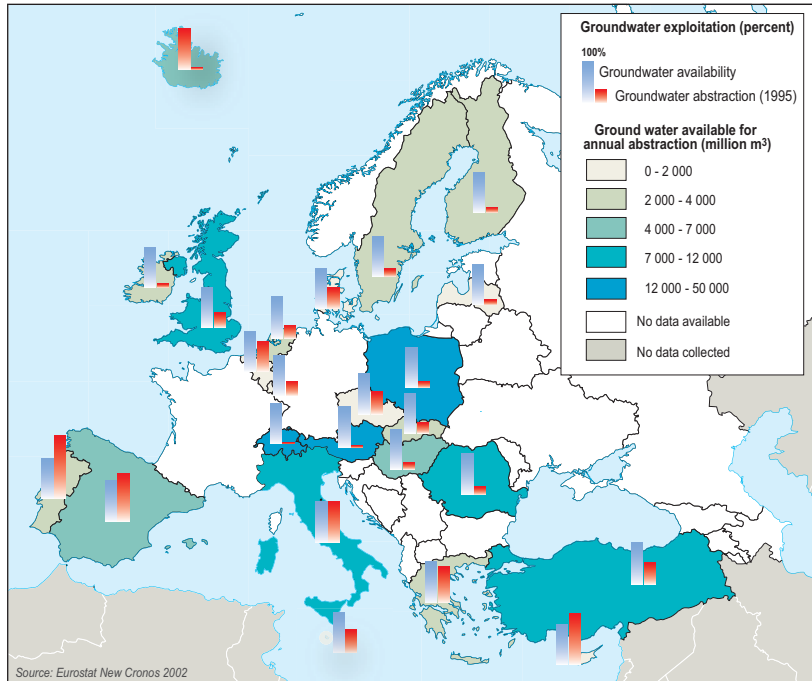 Groundwater exploitation (percent)
100%
Groundwater availability
Groundwater abstraction (1995)
Ground water available for
annual abstraction (million m³)
0 - 2 000
2 000 - 4 000
4 000 - 7 000
7 000 - 12 000
12 000 - 50 000
No data available
No data collected
Source: Eurostat New Cronos 2002